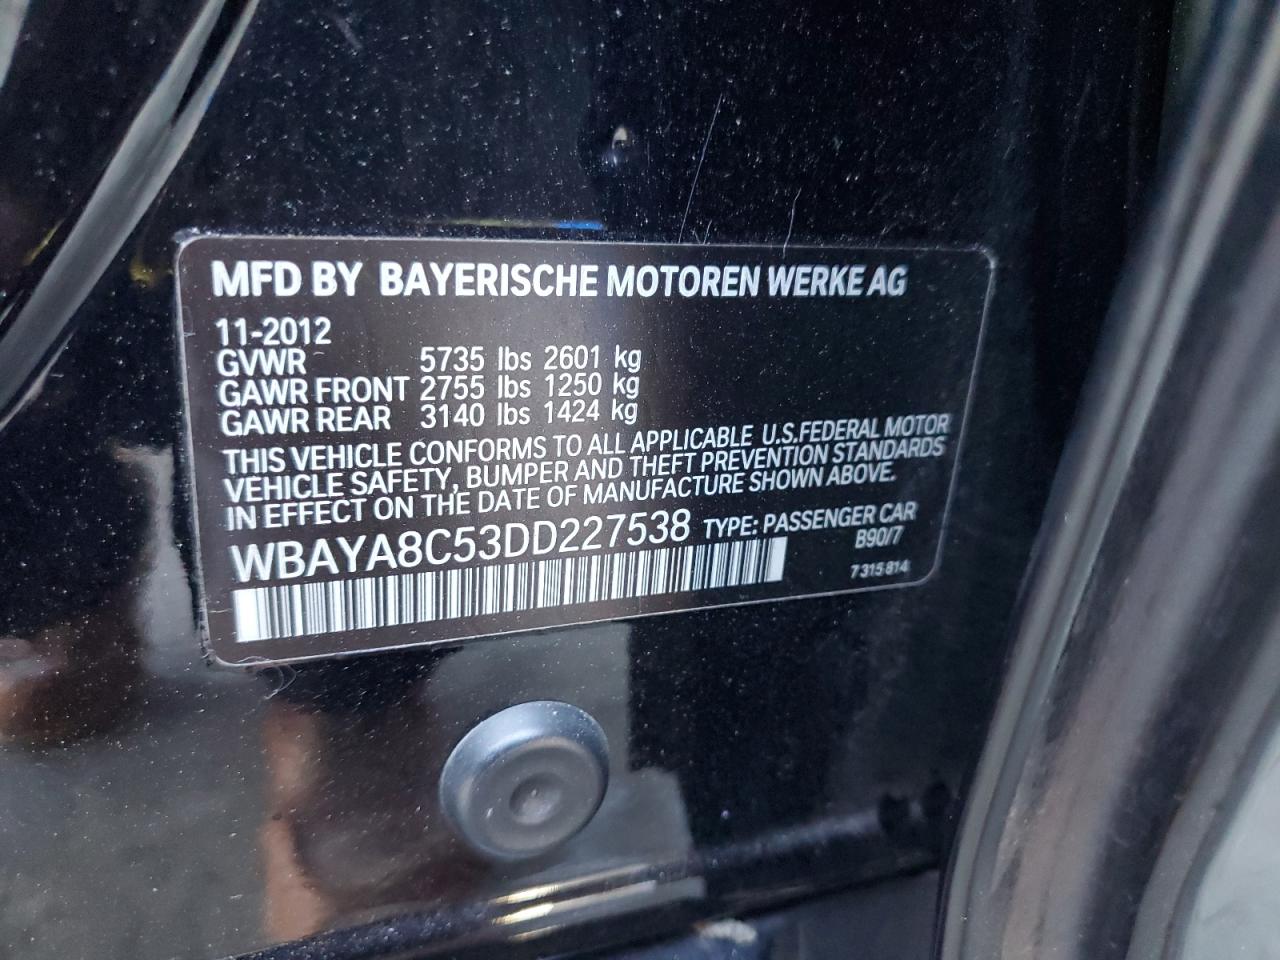 MFD BY BAYERISCHE MOTOREN WERKE AG
11-2012
GVWR 5735 lbs 2601 kg
GAWR FRONT 2755 lbs 1250 kg
GAWR REAR 3140 lbs 1424 kg
THIS VEHICLE CONFORMS TO ALL APPLICABLE U.S.FEDERAL MOTOR
VEHICLE SAFETY, BUMPER AND THEFT PREVENTION STANDARDS
IN EFFECT ON THE DATE OF MANUFACTURE SHOWN ABOVE.
WBAYA8C53DD227538 TYPE: PASSENGER CAR
B90/7
7 315 814